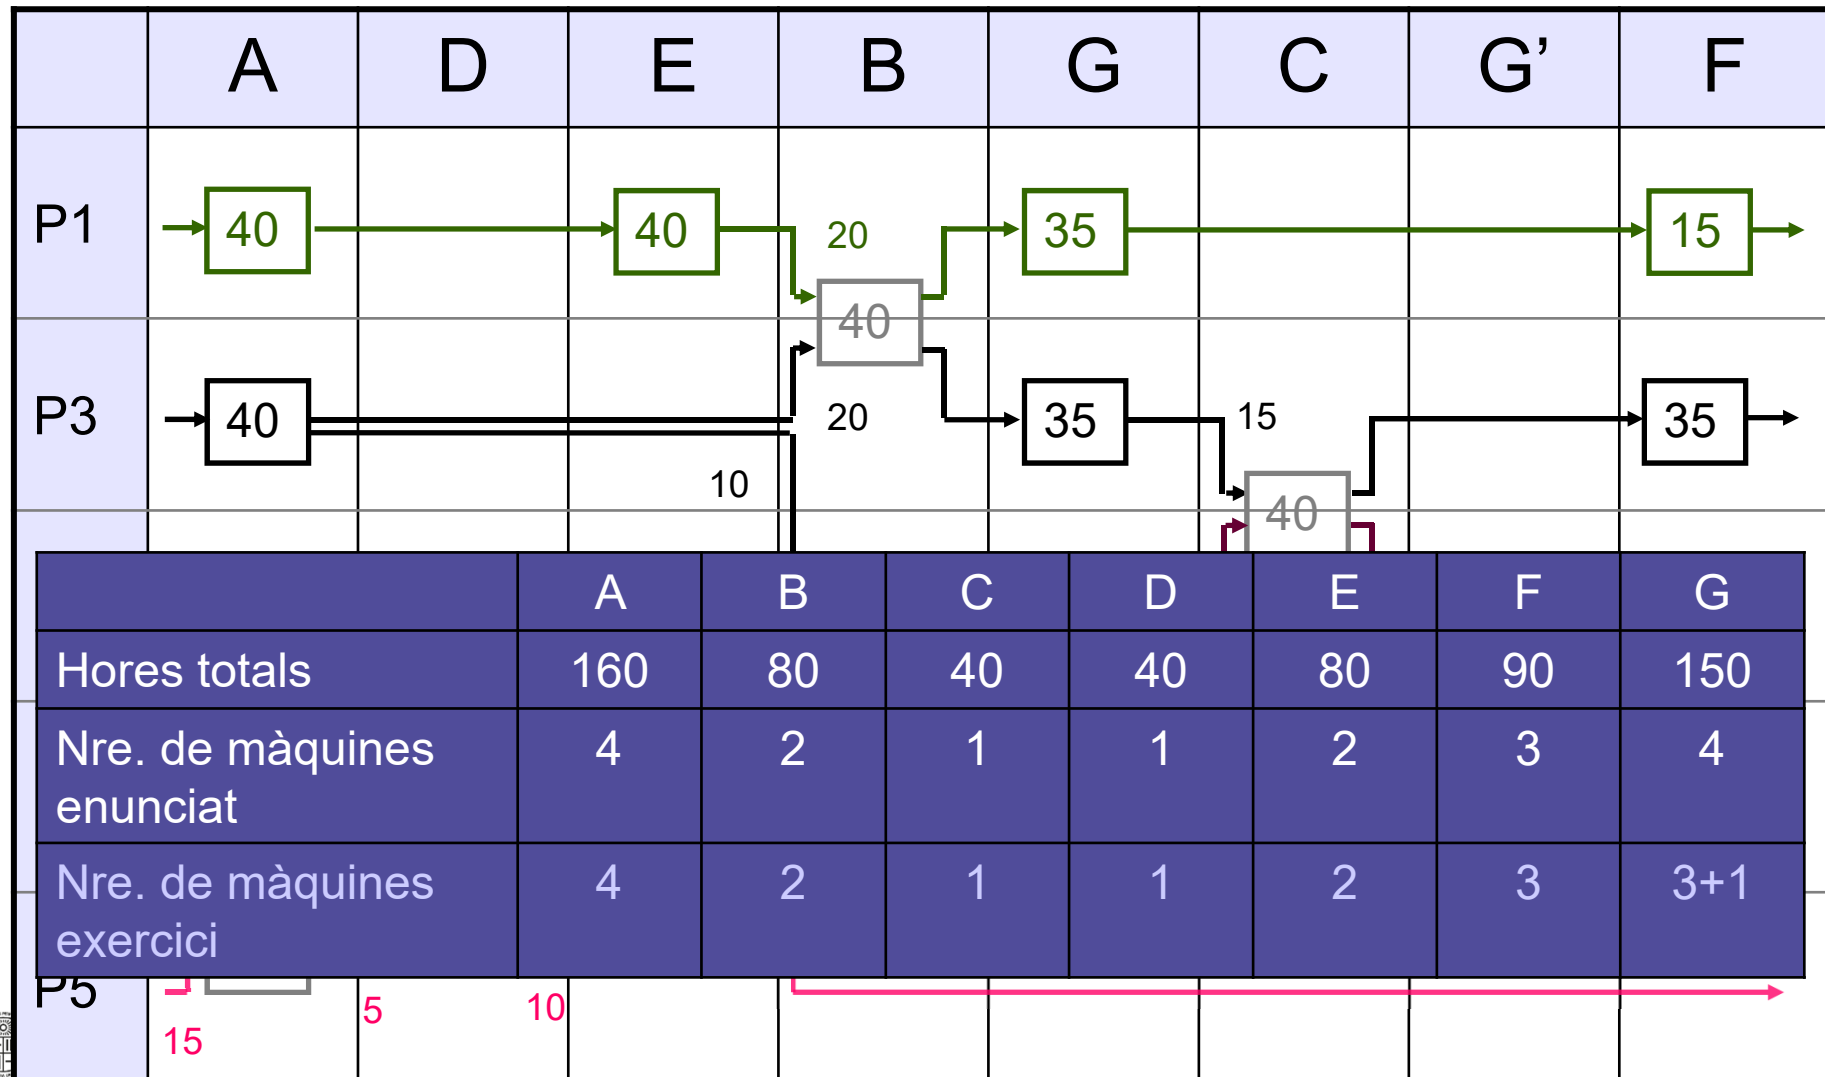 A D E B G C G’ F
P1 40 40 20 35 15
40
P3 40 20 35 15 35
10 40
A B C D E F G
Hores totals 160 80 40 40 80 90 150
Nre. de màquines 4 2 1 1 2 3 4
enunciat
Nre. de màquines 4 2 1 1 2 3 3+1
exercici
P5
5 10
15